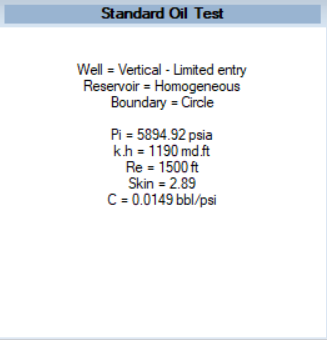 Standard Oil Test
Well = Vertical - Limited entry
Reservoir = Homogeneous
Boundary = Circle
Pi = 5894.92 psia
k.h = 1190 md.ft
Re = 1500 ft
Skin = 2.89
C = 0.0149 bbl/psi